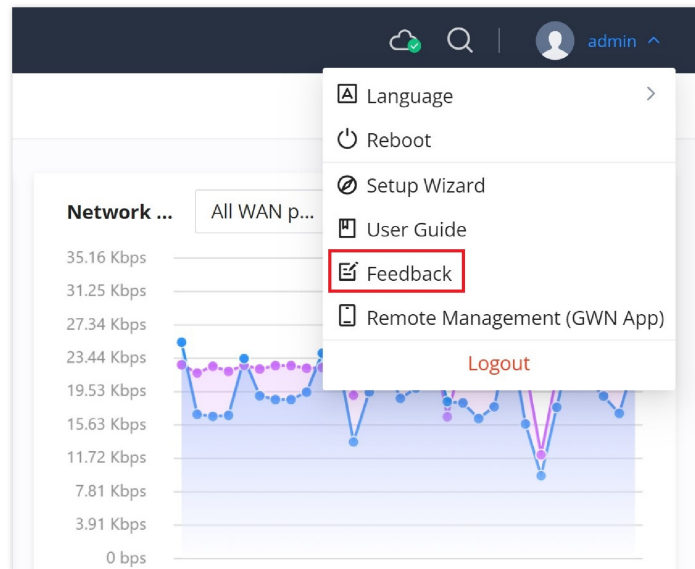 admin
Language
Reboot
Setup Wizard
User Guide
Feedback
Remote Management (GWN App)
Logout
Network ...
All WAN p...
35.16 Kbps
31.25 Kbps
27.34 Kbps
23.44 Kbps
19.53 Kbps
15.63 Kbps
11.72 Kbps
7.81 Kbps
3.91 Kbps
0 bps